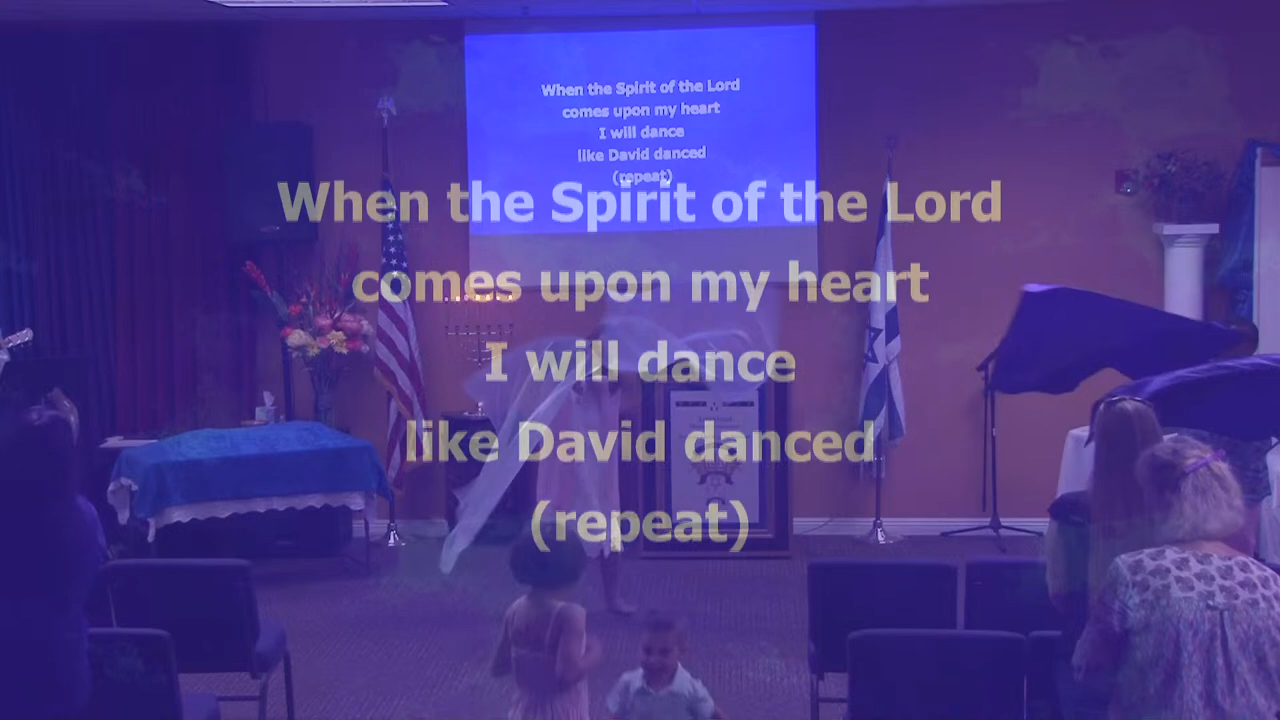 When the Spirit of the Lord
comes upon my heart
I will dance
like David danced
(repeat)
When the Spirit of the Lord
comes upon my heart
I will dance
like David danced
(repeat)